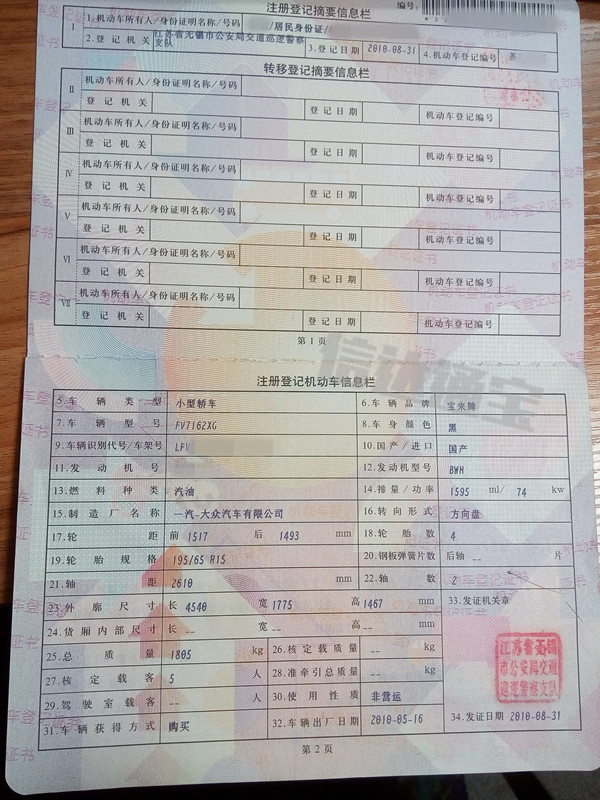 注册登记摘要信息栏 编号:
I 1.机动车所有人/身份证明名称/号码 /居民身份证/
2.登记机关 江苏省无锡市公安局交通巡逻警察支队 3.登记日期 2010-08-31 4.机动车登记编号 苏
转移登记摘要信息栏
II 机动车所有人/身份证明名称/号码
登记机关 登记日期 机动车登记编号
III 机动车所有人/身份证明名称/号码
登记机关 登记日期 机动车登记编号
IV 机动车所有人/身份证明名称/号码
登记机关 登记日期 机动车登记编号
V 机动车所有人/身份证明名称/号码
登记机关 登记日期 机动车登记编号
VI 机动车所有人/身份证明名称/号码
登记机关 登记日期 机动车登记编号
VII 机动车所有人/身份证明名称/号码
登记机关 登记日期 机动车登记编号
第1页
注册登记机动车信息栏
5.车辆类型 小型轿车 6.车辆品牌 宝来牌
7.车辆型号 FV7162XG 8.车身颜色 黑
9.车辆识别代号/车架号 LFV 10.国产/进口 国产
11.发动机号 12.发动机型号 BWH
13.燃料种类 汽油 14.排量/功率 1595 ml/ 74 kw
15.制造厂名称 一汽-大众汽车有限公司 16.转向形式 方向盘
17.轮距 前 1517 后 1493 mm 18.轮胎数 4
19.轮胎规格 195/65 R15 20.钢板弹簧片数 后轴 -- 片
21.轴距 2610 mm 22.轴数 2
23.外廓尺寸 长 4540 宽 1775 高 1467 mm 33.发证机关章
24.货厢内部尺寸 长 -- 宽 -- 高 -- mm
25.总质量 1805 kg 26.核定载质量 -- kg
27.核定载客 5 人 28.准牵引总质量 -- kg
29.驾驶室载客 -- 人 30.使用性质 非营运
31.车辆获得方式 购买 32.车辆出厂日期 2010-05-16 34.发证日期 2010-08-31
江苏省无锡
市公安局交通
巡逻警察支队
第2页